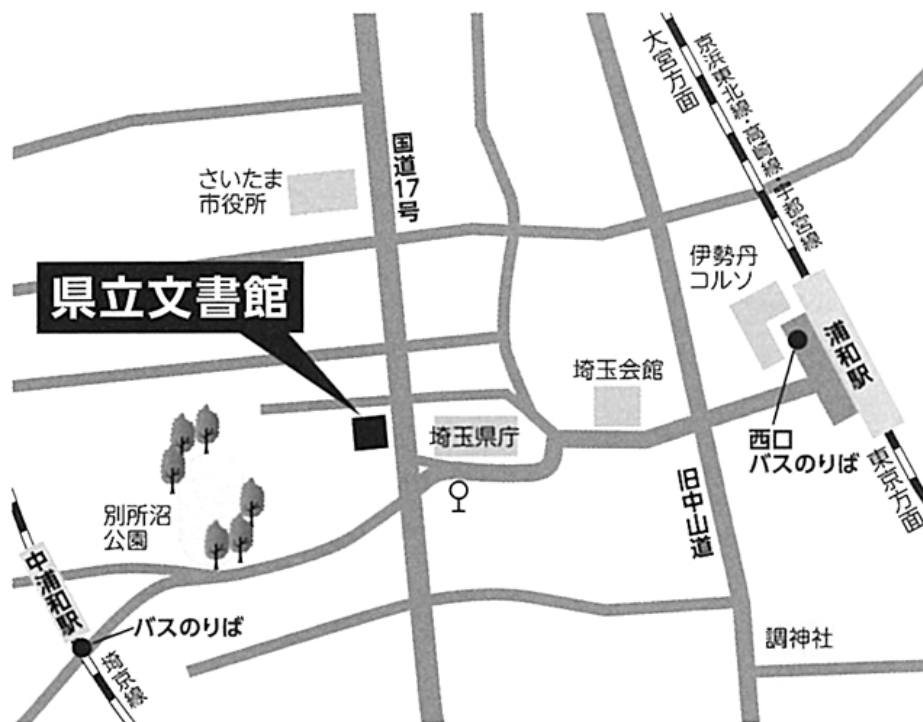 大宮方面
京浜東北線・高崎線・宇都宮線
さいたま
市役所
国道17号
伊勢丹
コルソ
県立文書館
浦和駅
埼玉会館
埼玉県庁
西口
バスのりば
東京方面
旧中山道
別所沼
公園
中浦和駅
バスのりば
埼京線
調神社